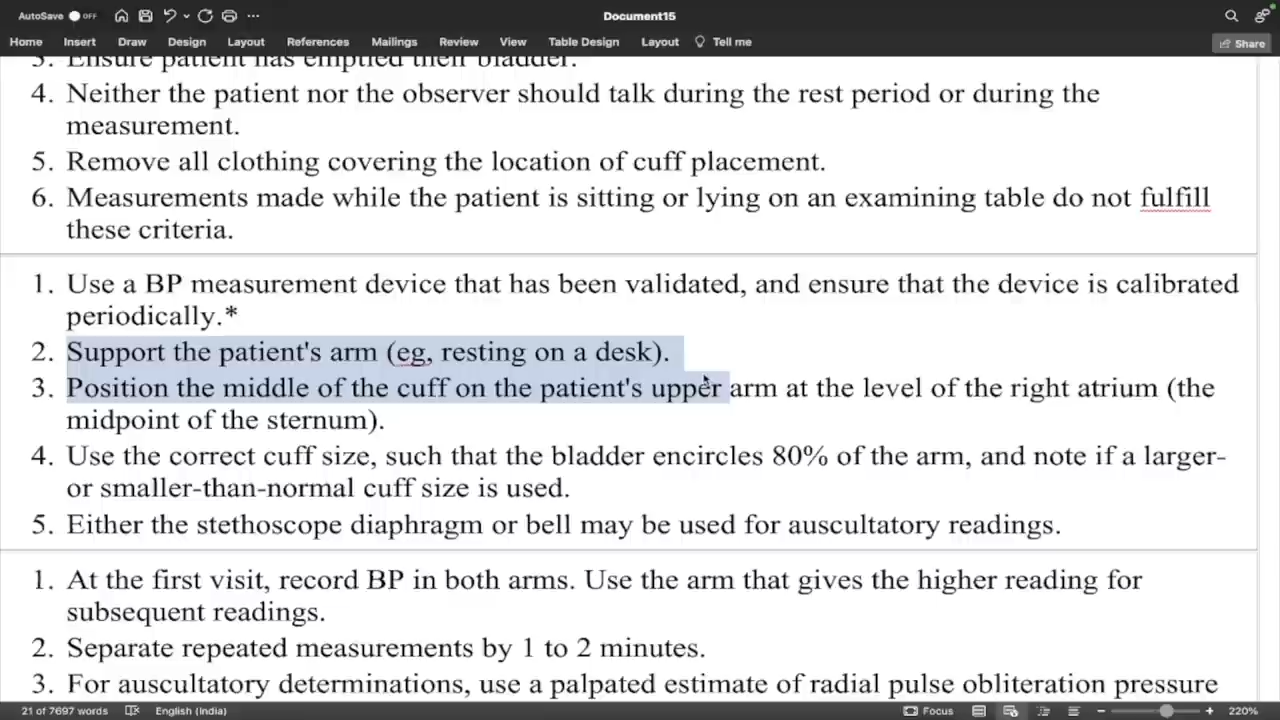 AutoSave OFF ... Document15
Home Insert Draw Design Layout References Mailings Review View Table Design Layout Tell me Share
3. Ensure patient has emptied their bladder.
4. Neither the patient nor the observer should talk during the rest period or during the
measurement.
5. Remove all clothing covering the location of cuff placement.
6. Measurements made while the patient is sitting or lying on an examining table do not fulfill
these criteria.
1. Use a BP measurement device that has been validated, and ensure that the device is calibrated
periodically.*
2. Support the patient's arm (eg, resting on a desk).
3. Position the middle of the cuff on the patient's upper arm at the level of the right atrium (the
midpoint of the sternum).
4. Use the correct cuff size, such that the bladder encircles 80% of the arm, and note if a larger-
or smaller-than-normal cuff size is used.
5. Either the stethoscope diaphragm or bell may be used for auscultatory readings.
1. At the first visit, record BP in both arms. Use the arm that gives the higher reading for
subsequent readings.
2. Separate repeated measurements by 1 to 2 minutes.
3. For auscultatory determinations, use a palpated estimate of radial pulse obliteration pressure
21 of 7697 words English (India) Focus 220%